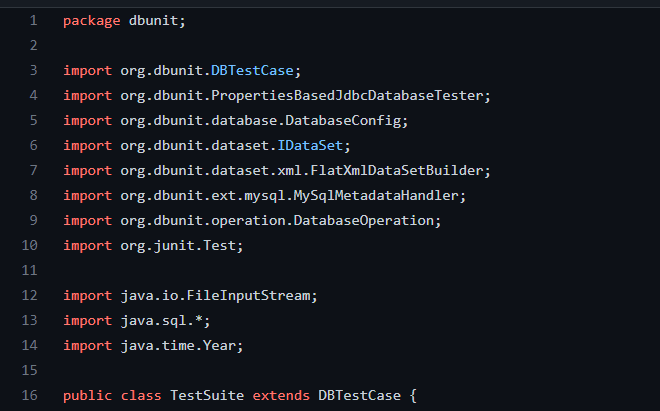 1 package dbunit;
2
3 import org.dbunit.DBTestCase;
4 import org.dbunit.PropertiesBasedJdbcDatabaseTester;
5 import org.dbunit.database.DatabaseConfig;
6 import org.dbunit.dataset.IDataSet;
7 import org.dbunit.dataset.xml.FlatXmlDataSetBuilder;
8 import org.dbunit.ext.mysql.MySqlMetadataHandler;
9 import org.dbunit.operation.DatabaseOperation;
10 import org.junit.Test;
11
12 import java.io.FileInputStream;
13 import java.sql.*;
14 import java.time.Year;
15
16 public class TestSuite extends DBTestCase {